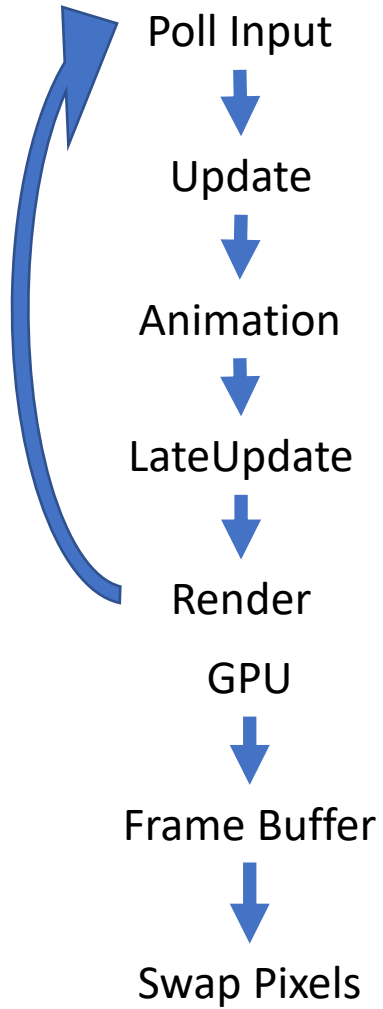 Poll Input
Update
Animation
LateUpdate
Render
GPU
Frame Buffer
Swap Pixels